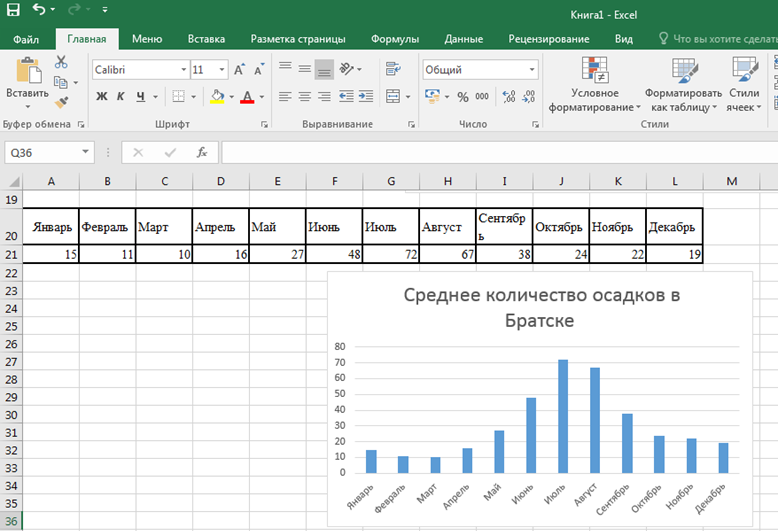 Книга1 - Excel
Файл Главная Меню Вставка Разметка страницы Формулы Данные Рецензирование Вид Что вы хотите сделать
Вставить
Calibri 11
Ж К Ч
Общий
% 000
Условное форматирование
Форматировать как таблицу
Стили ячеек
Буфер обмена Шрифт Выравнивание Число Стили
Q36 fx
A B C D E F G H I J K L M
19
20 Январь Февраль Март Апрель Май Июнь Июль Август Сентябрь Октябрь Ноябрь Декабрь
21 15 11 10 16 27 48 72 67 38 24 22 19
22
23
24
25
26
27
28
29
30
31
32
33
34
35
36
Среднее количество осадков в
Братске
80
70
60
50
40
30
20
10
0
Январь Февраль Март Апрель Май Июнь Июль Август Сентябрь Октябрь Ноябрь Декабрь